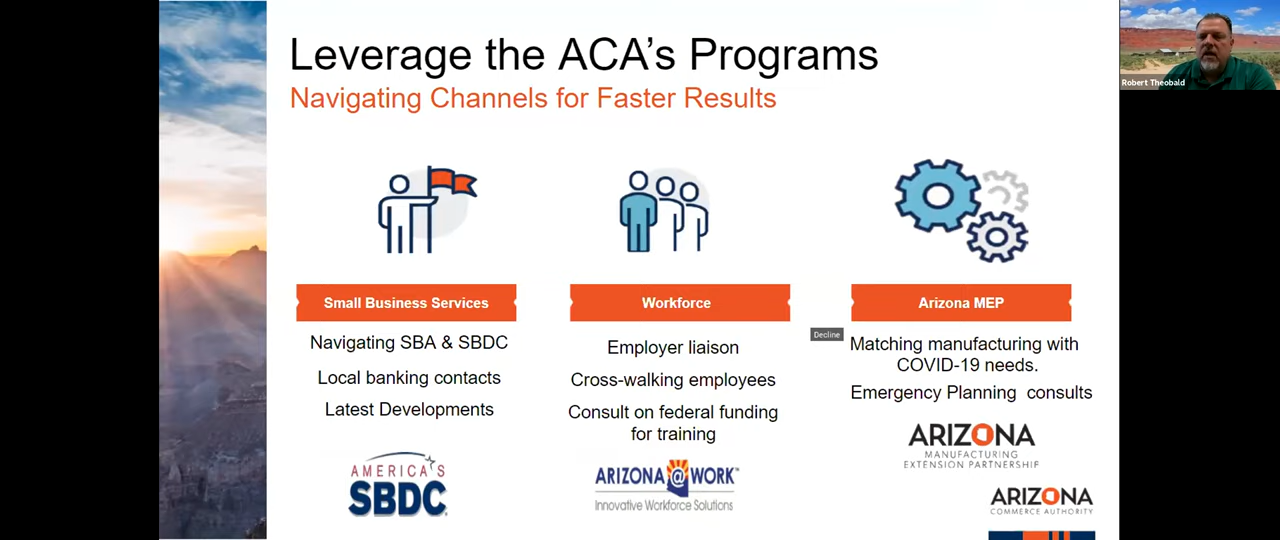 Leverage the ACA's Programs
Navigating Channels for Faster Results
Robert Theobald
Small Business Services
Navigating SBA & SBDC
Local banking contacts
Latest Developments
AMERICA'S
SBDC
Workforce
Employer liaison
Cross-walking employees
Consult on federal funding
for training
ARIZONA@WORK™
Innovative Workforce Solutions
Decline
Arizona MEP
Matching manufacturing with
COVID-19 needs.
Emergency Planning consults
ARIZONA
MANUFACTURING
EXTENSION PARTNERSHIP
ARIZONA
COMMERCE AUTHORITY